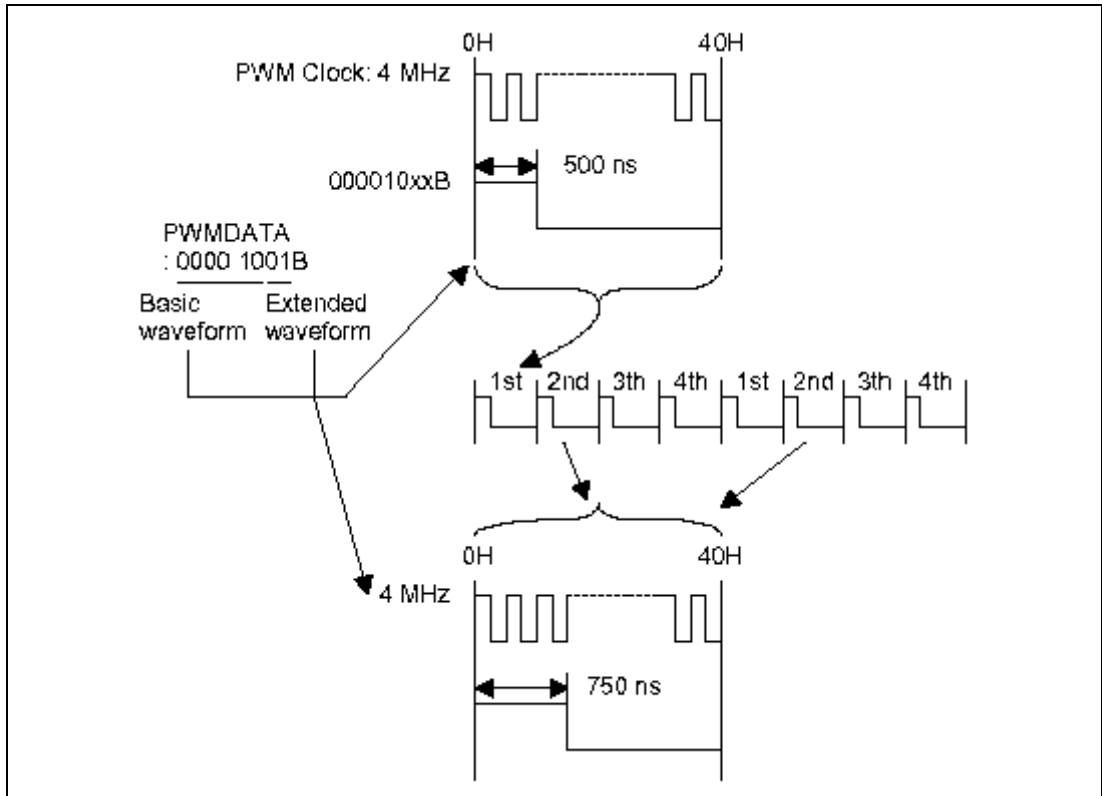 0H 40H
PWM Clock: 4 MHz
500 ns
000010xxB
PWMDATA
: 0000 1001B
Basic waveform
Extended waveform
1st 2nd 3th 4th 1st 2nd 3th 4th
0H 40H
4 MHz
750 ns